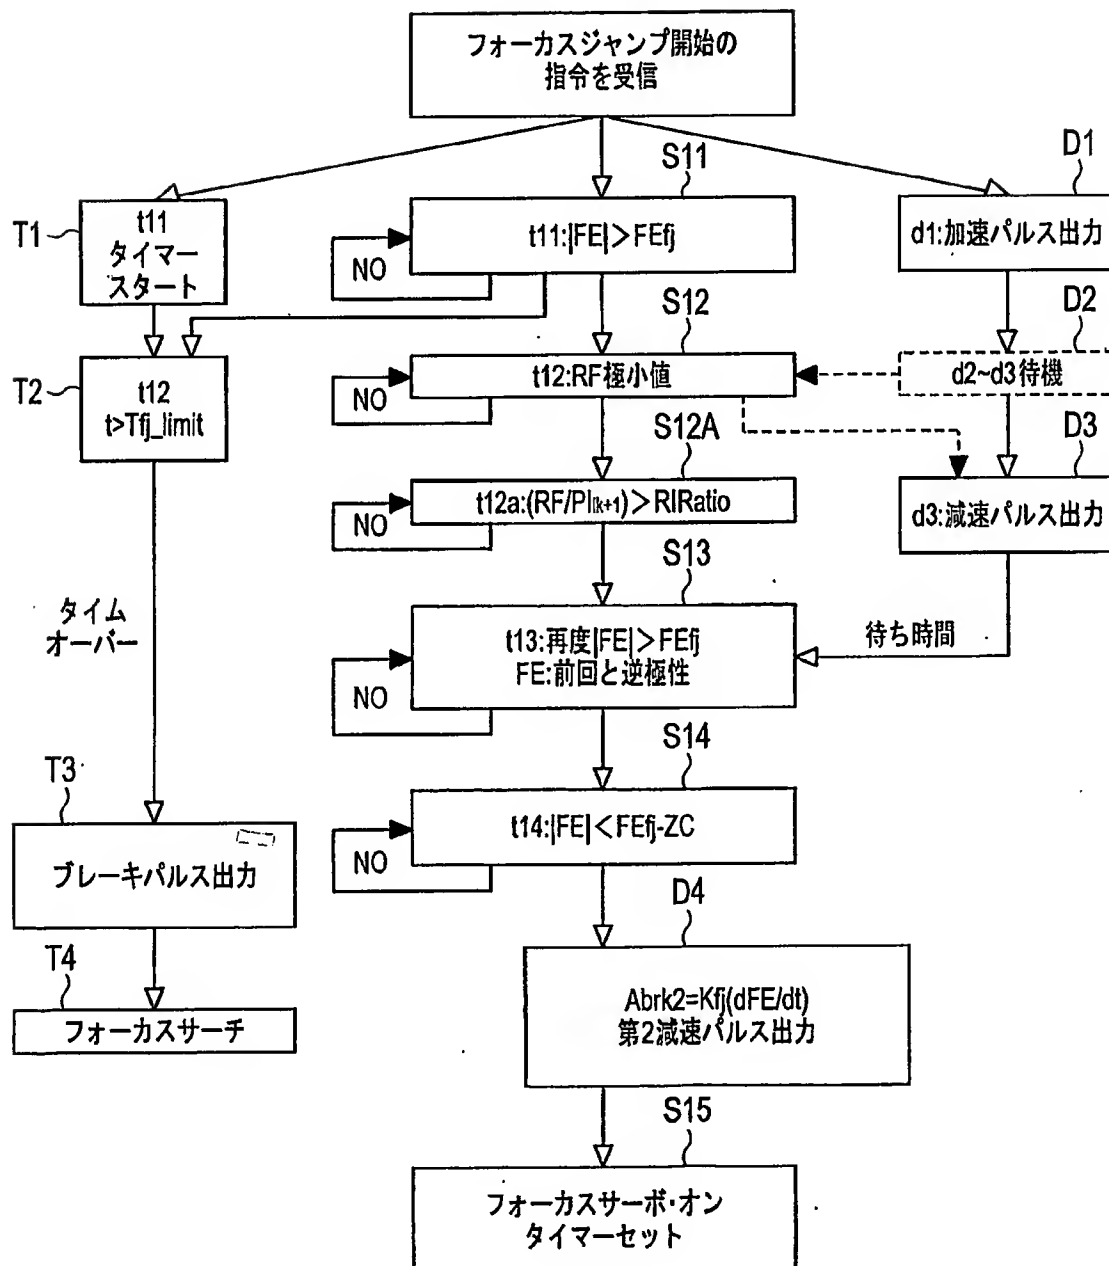 フォーカスジャンプ開始の
指令を受信
T1
t11
タイマー
スタート
S11
t11:|FE|>FEfj
NO
D1
d1:加速パルス出力
T2
t12
t>Tfj_limit
S12
t12:RF極小値
NO
D2
d2~d3待機
S12A
t12a:(RF/PI(k+1))>RIRatio
NO
D3
d3:減速パルス出力
タイム
オーバー
S13
t13:再度|FE|>FEfj
FE:前回と逆極性
NO
待ち時間
S14
t14:|FE|<FEfj-ZC
NO
T3
ブレーキパルス出力
T4
フォーカスサーチ
D4
Abrk2=Kfj(dFE/dt)
第2減速パルス出力
S15
フォーカスサーボ・オン
タイマーセット